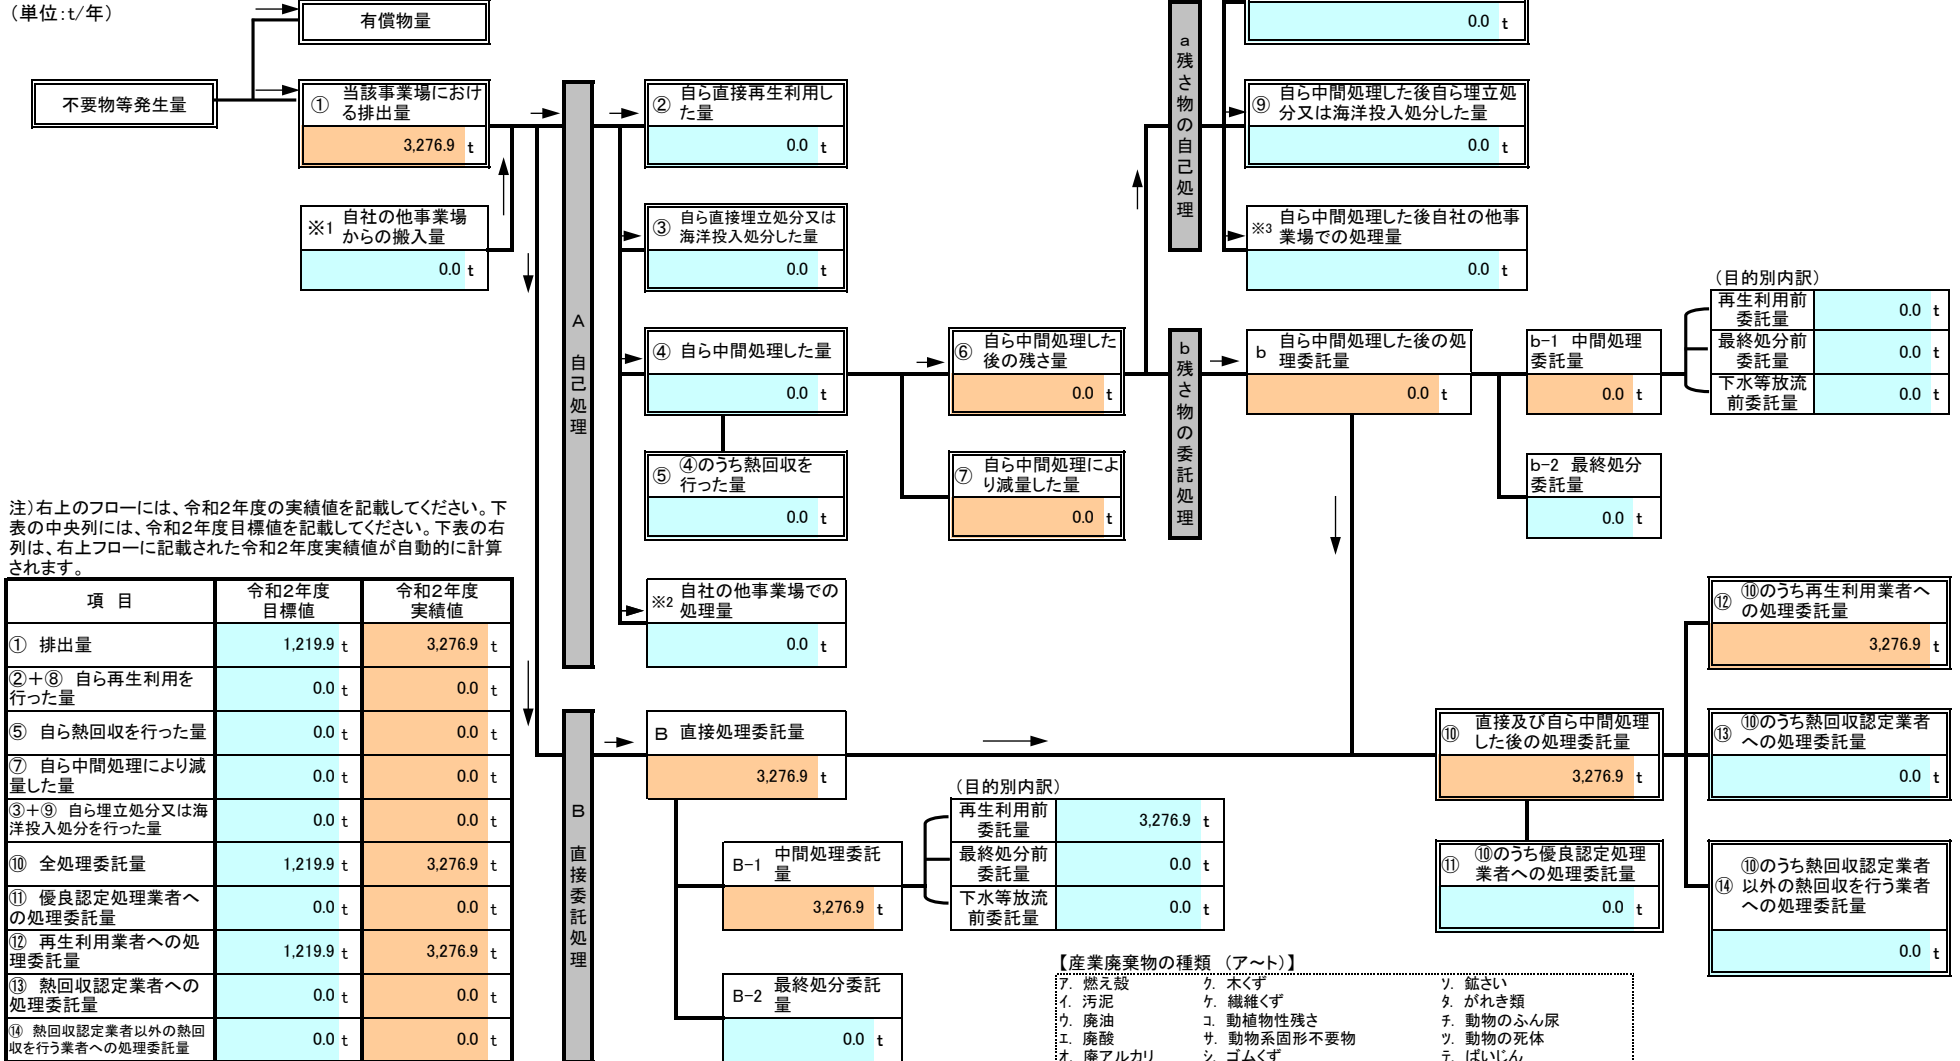 （単位：t/年）
有償物量
不要物等発生量
① 当該事業場におけ
る排出量
3,276.9 t
※1 自社の他事業場
からの搬入量
0.0 t
A 自己処理
② 自ら直接再生利用し
た量
0.0 t
③ 自ら直接埋立処分又は
海洋投入処分した量
0.0 t
④ 自ら中間処理した量
0.0 t
⑤ ④のうち熱回収を
行った量
0.0 t
※2 自社の他事業場での
処理量
0.0 t
⑥ 自ら中間処理した
後の残さ量
0.0 t
⑦ 自ら中間処理によ
り減量した量
0.0 t
a 残さ物の自己処理
0.0 t
⑨ 自ら中間処理した後自ら埋立処
分又は海洋投入処分した量
0.0 t
※3 自ら中間処理した後自社の他事
業場での処理量
0.0 t
b 残さ物の委託処理
b 自ら中間処理した後の処
理委託量
0.0 t
b-1 中間処理
委託量
0.0 t
b-2 最終処分
委託量
0.0 t
（目的別内訳）
再生利用前
委託量
0.0 t
最終処分前
委託量
0.0 t
下水等放流
前委託量
0.0 t
注）右上のフローには、令和２年度の実績値を記載してください。下
表の中央列には、令和２年度目標値を記載してください。下表の右
列は、右上フローに記載された令和２年度実績値が自動的に計算
されます。
項 目 令和２年度
目標値 令和２年度
実績値
① 排出量 1,219.9 t 3,276.9 t
②＋⑧ 自ら再生利用を
行った量 0.0 t 0.0 t
⑤ 自ら熱回収を行った量 0.0 t 0.0 t
⑦ 自ら中間処理により減
量した量 0.0 t 0.0 t
③＋⑨ 自ら埋立処分又は海
洋投入処分を行った量 0.0 t 0.0 t
⑩ 全処理委託量 1,219.9 t 3,276.9 t
⑪ 優良認定処理業者へ
の処理委託量 0.0 t 0.0 t
⑫ 再生利用業者への処
理委託量 1,219.9 t 3,276.9 t
⑬ 熱回収認定業者への
処理委託量 0.0 t 0.0 t
⑭ 熱回収認定業者以外の熱回
収を行う業者への処理委託量 0.0 t 0.0 t
B 直接委託処理
B 直接処理委託量
3,276.9 t
B-1 中間処理委託
量
3,276.9 t
B-2 最終処分委託
量
0.0 t
（目的別内訳）
再生利用前
委託量
3,276.9 t
最終処分前
委託量
0.0 t
下水等放流
前委託量
0.0 t
⑩ 直接及び自ら中間処理
した後の処理委託量
3,276.9 t
⑪ ⑩のうち優良認定処理
業者への処理委託量
0.0 t
⑫ ⑩のうち再生利用業者へ
の処理委託量
3,276.9 t
⑬ ⑩のうち熱回収認定業者
への処理委託量
0.0 t
⑭ ⑩のうち熱回収認定業者
以外の熱回収を行う業者
への処理委託量
0.0 t
【産業廃棄物の種類 （ア～ト）】
ｱ. 燃え殻 ｸ. 木くず ｿ. 鉱さい
ｲ. 汚泥 ｹ. 繊維くず ﾀ. がれき類
ｳ. 廃油 ｺ. 動植物性残さ ﾁ. 動物のふん尿
ｴ. 廃酸 ｻ. 動物系固形不要物 ﾂ. 動物の死体
ｵ. 廃アルカリ ｼ. ゴムくず ﾃ. ばいじん